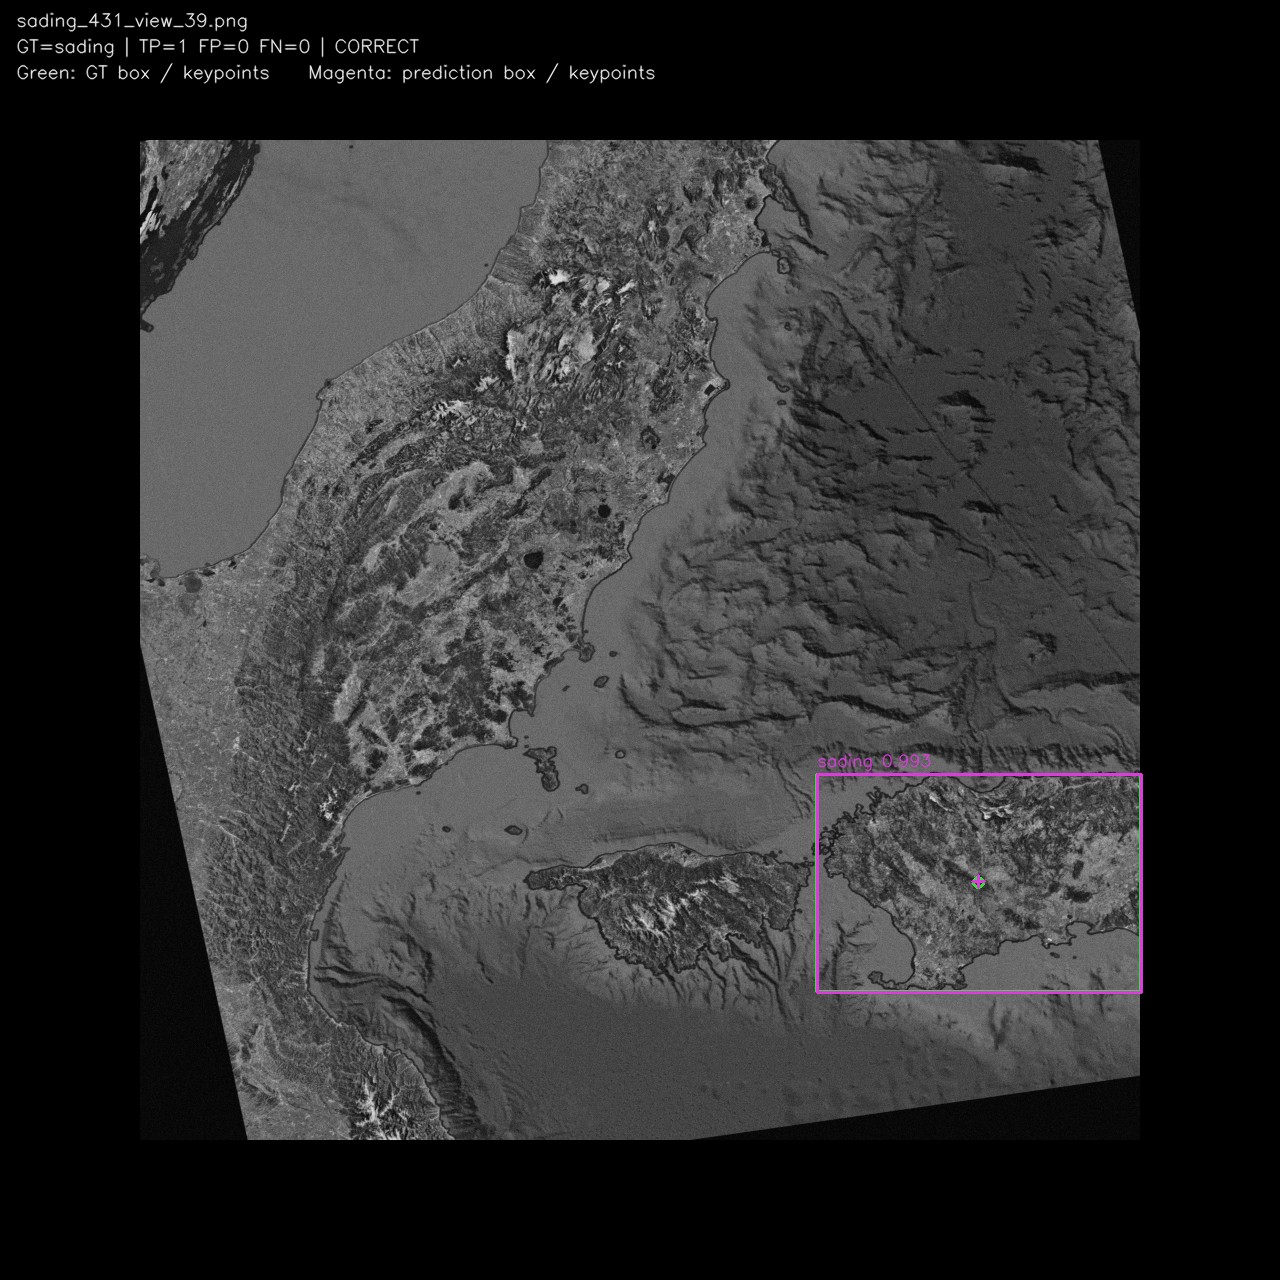 sading_431_view_39.png
GT=sading | TP=1 FP=0 FN=0 | CORRECT
Green: GT box / keypoints    Magenta: prediction box / keypoints
sading 0.993